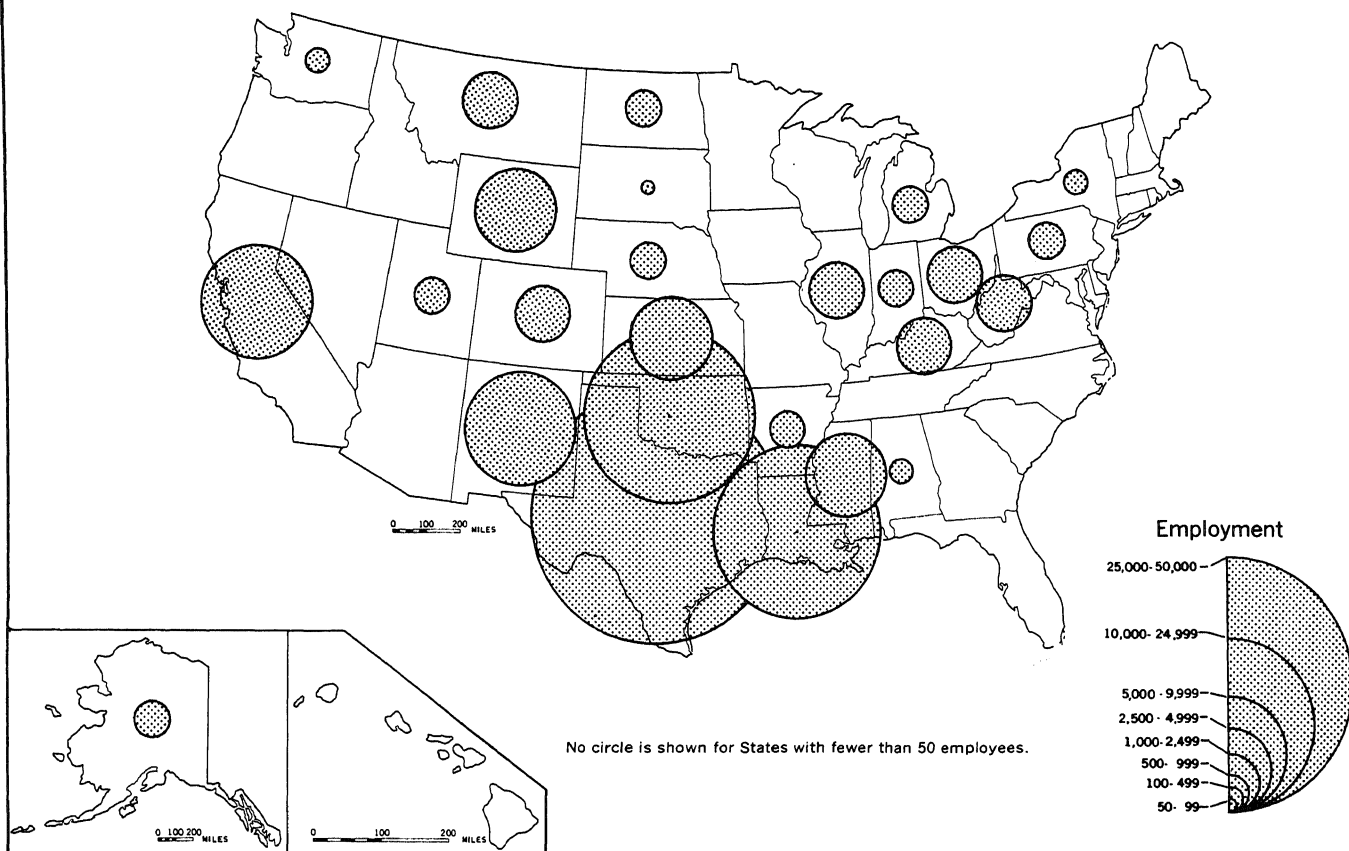 0 100 200 MILES
Employment
25,000-50,000
10,000-24,999
5,000-9,999
2,500-4,999
1,000-2,499
500-999
100-499
50-99
No circle is shown for States with fewer than 50 employees.
0 100 200 MILES
0 100 200 MILES